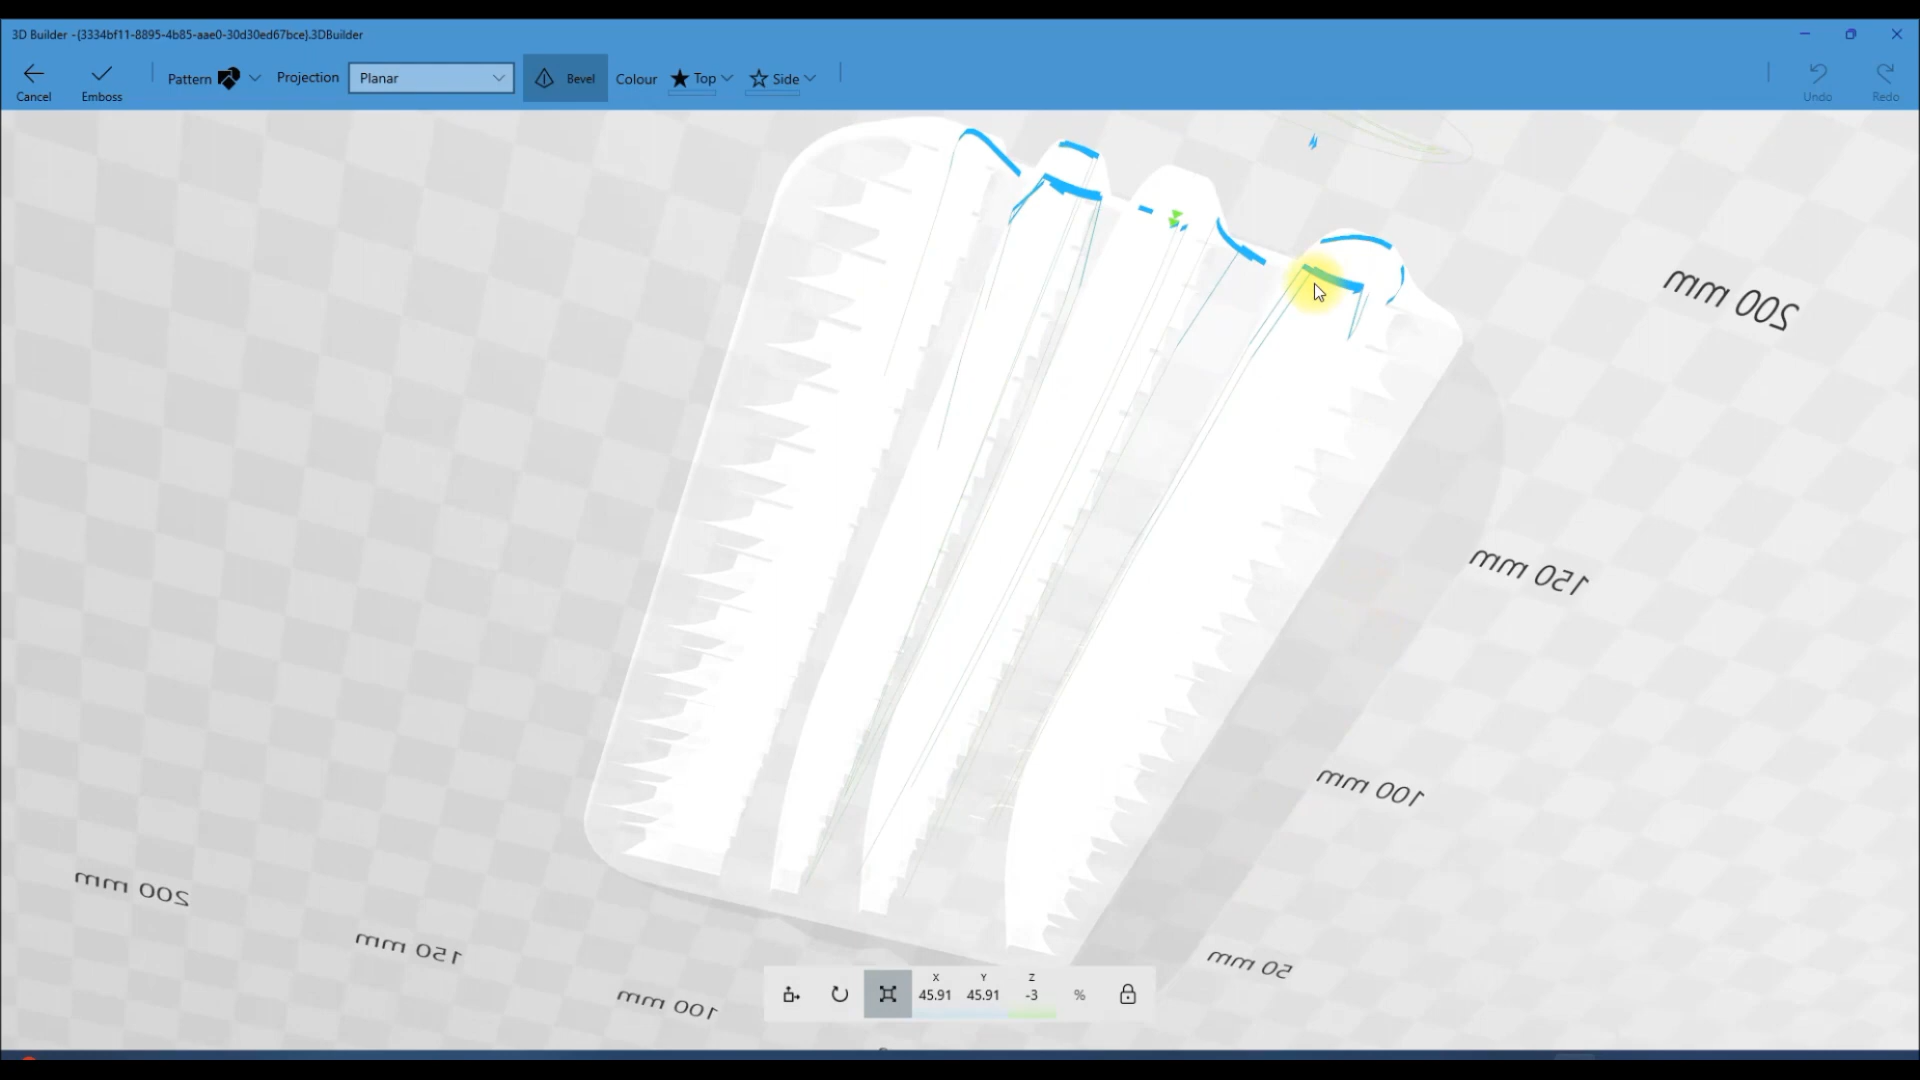 3D Builder -{3334bf11-8895-4b85-aae0-30d30ed67bce}.3DBuilder
Cancel
Emboss
Pattern
Projection
Planar
Bevel
Colour
Top
Side
Undo
Redo
200 mm
150 mm
100 mm
50 mm
200 mm
150 mm
100 mm
X Y Z
45.91 45.91 -3 %